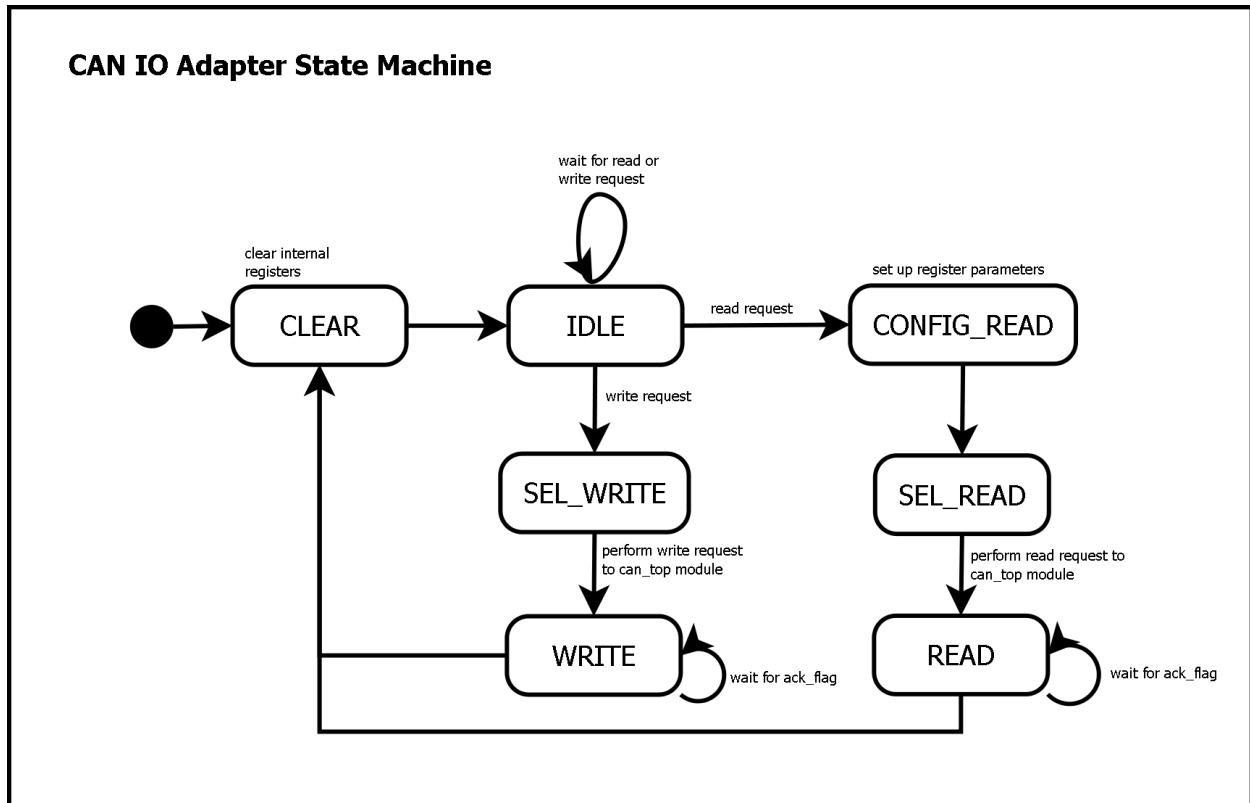 CAN IO Adapter State Machine
wait for read or
write request
clear internal
registers
set up register parameters
CLEAR
IDLE
read request
CONFIG_READ
write request
SEL_WRITE
SEL_READ
perform write request
to can_top module
perform read request to
can_top module
WRITE
wait for ack_flag
READ
wait for ack_flag